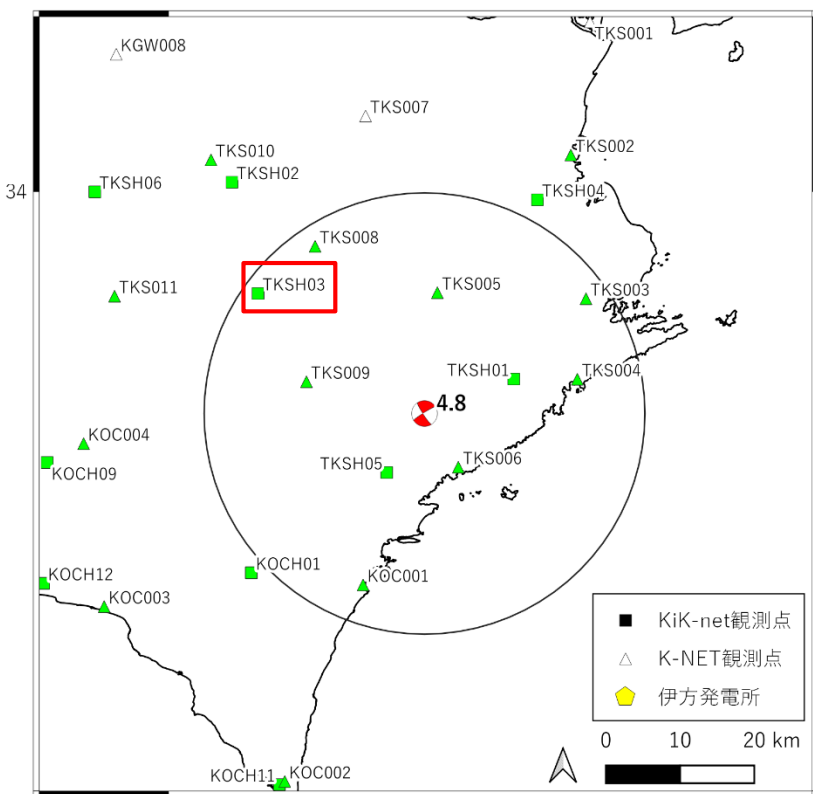 TKS001
KGW008
TKS007
TKS010
TKS002
TKSH02
TKSH06
TKSH04
34
TKS008
TKSH03
TKS011
TKS005
TKS003
TKS009
TKSH01
TKS004
4.8
KOC004
TKSH05
TKS006
KOCH09
KOCH01
KOCH12
KOC001
KOC003
KiK-net観測点
K-NET観測点
伊方発電所
0 10 20 km
KOCH11
KOC002